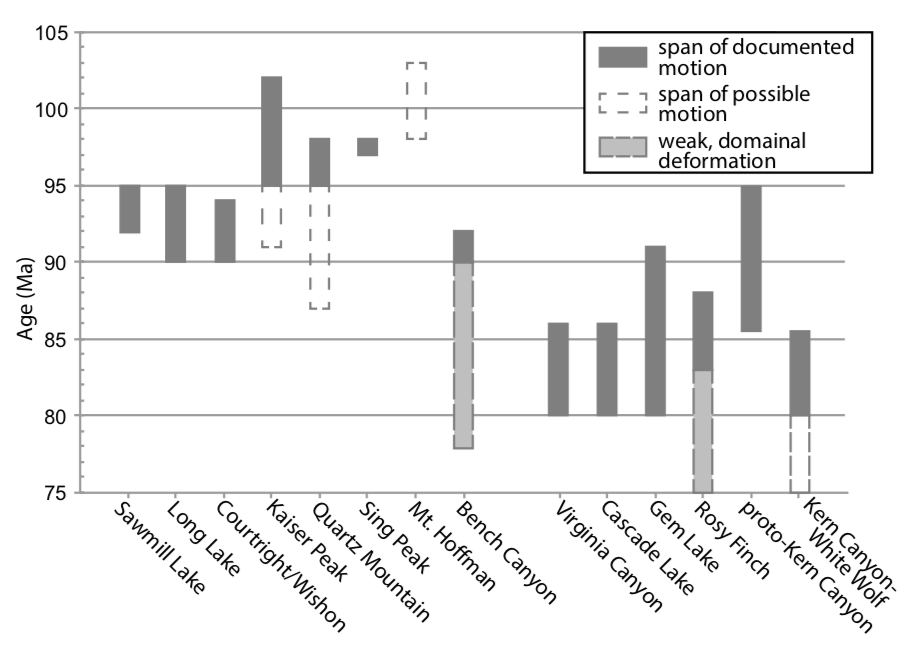 105
100
95
90
85
80
75
Age (Ma)
span of documented
motion
span of possible
motion
weak, domainal
deformation
Sawmill Lake
Long Lake
Courtright/Wishon
Kaiser Peak
Quartz Mountain
Sing Peak
Mt. Hoffman
Bench Canyon
Virginia Canyon
Cascade Lake
Gem Lake
Rosy Finch
proto-Kern Canyon
Kern Canyon-
White Wolf